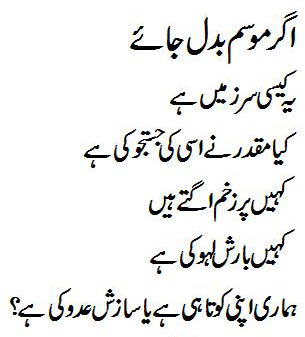 اگر موسم بدل جائے
یہ کیسی سرزمیں ہے
کیا مقدر نے اسی کی جستجو کی ہے
کہیں پر زخم اگتے ہیں
کہیں بارش لہو کی ہے
ہماری اپنی کوتاہی ہے یا سازش عدو کی ہے؟